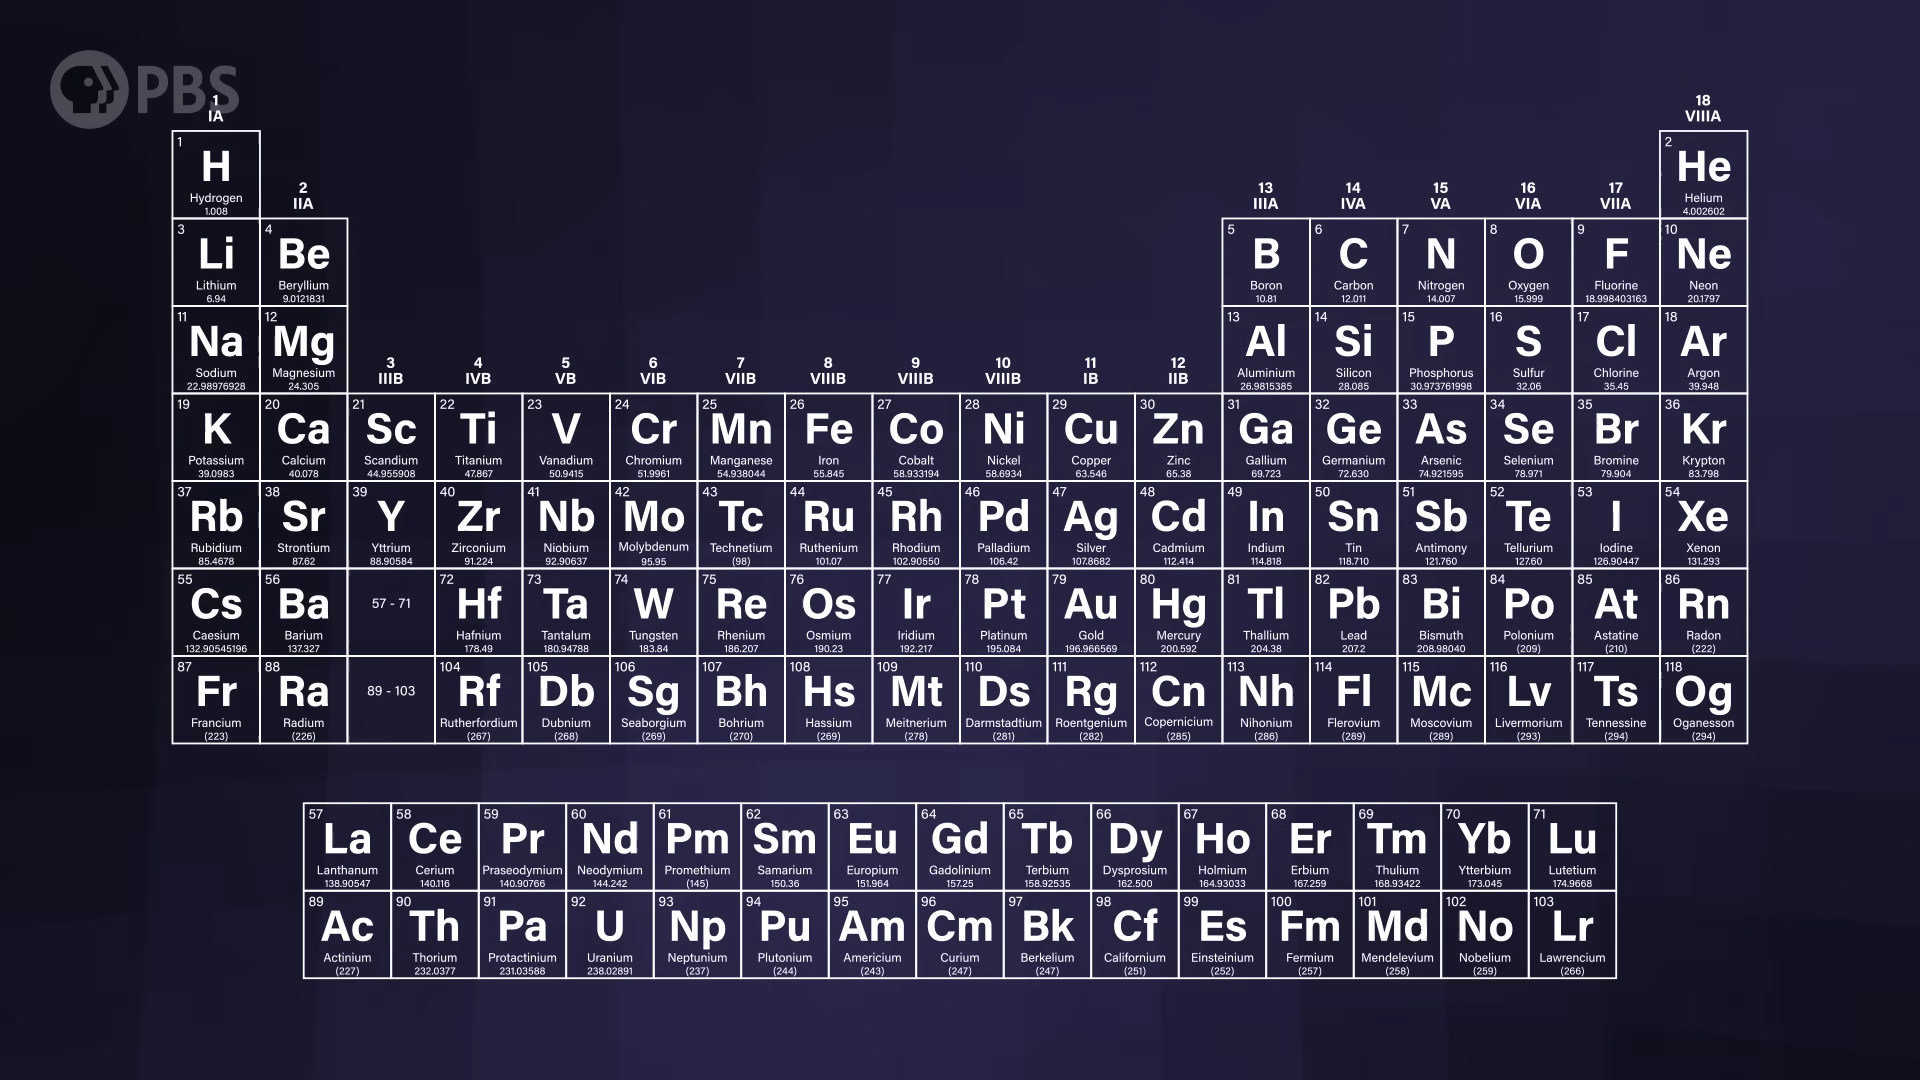 PBS
1 18
IA VIIIA
1 2
H He
Hydrogen Helium
1.008 4.002602
2 13 14 15 16 17
IIA IIIA IVA VA VIA VIIA
3 4 5 6 7 8 9 10
Li Be B C N O F Ne
Lithium Beryllium Boron Carbon Nitrogen Oxygen Fluorine Neon
6.94 9.0121831 10.81 12.011 14.007 15.999 18.998403163 20.1797
11 12 13 14 15 16 17 18
Na Mg Al Si P S Cl Ar
Sodium Magnesium Aluminium Silicon Phosphorus Sulfur Chlorine Argon
22.98976928 24.305 26.9815385 28.085 30.973761998 32.06 35.45 39.948
3 4 5 6 7 8 9 10 11 12
IIIB IVB VB VIB VIIB VIIIB VIIIB VIIIB IB IIB
19 20 21 22 23 24 25 26 27 28 29 30 31 32 33 34 35 36
K Ca Sc Ti V Cr Mn Fe Co Ni Cu Zn Ga Ge As Se Br Kr
Potassium Calcium Scandium Titanium Vanadium Chromium Manganese Iron Cobalt Nickel Copper Zinc Gallium Germanium Arsenic Selenium Bromine Krypton
39.0983 40.078 44.955908 47.867 50.9415 51.9961 54.938044 55.845 58.933194 58.6934 63.546 65.38 69.723 72.630 74.921595 78.971 79.904 83.798
37 38 39 40 41 42 43 44 45 46 47 48 49 50 51 52 53 54
Rb Sr Y Zr Nb Mo Tc Ru Rh Pd Ag Cd In Sn Sb Te I Xe
Rubidium Strontium Yttrium Zirconium Niobium Molybdenum Technetium Ruthenium Rhodium Palladium Silver Cadmium Indium Tin Antimony Tellurium Iodine Xenon
85.4678 87.62 88.90584 91.224 92.90637 95.95 (98) 101.07 102.90550 106.42 107.8682 112.414 114.818 118.710 121.760 127.60 126.90447 131.293
55 56 72 73 74 75 76 77 78 79 80 81 82 83 84 85 86
Cs Ba 57 - 71 Hf Ta W Re Os Ir Pt Au Hg Tl Pb Bi Po At Rn
Caesium Barium Hafnium Tantalum Tungsten Rhenium Osmium Iridium Platinum Gold Mercury Thallium Lead Bismuth Polonium Astatine Radon
132.90545196 137.327 178.49 180.94788 183.84 186.207 190.23 192.217 195.084 196.966569 200.592 204.38 207.2 208.98040 (209) (210) (222)
87 88 104 105 106 107 108 109 110 111 112 113 114 115 116 117 118
Fr Ra 89 - 103 Rf Db Sg Bh Hs Mt Ds Rg Cn Nh Fl Mc Lv Ts Og
Francium Radium Rutherfordium Dubnium Seaborgium Bohrium Hassium Meitnerium Darmstadtium Roentgenium Copernicium Nihonium Flerovium Moscovium Livermorium Tennessine Oganesson
(223) (226) (267) (268) (269) (270) (269) (278) (281) (282) (285) (286) (289) (289) (293) (294) (294)
57 58 59 60 61 62 63 64 65 66 67 68 69 70 71
La Ce Pr Nd Pm Sm Eu Gd Tb Dy Ho Er Tm Yb Lu
Lanthanum Cerium Praseodymium Neodymium Promethium Samarium Europium Gadolinium Terbium Dysprosium Holmium Erbium Thulium Ytterbium Lutetium
138.90547 140.116 140.90766 144.242 (145) 150.36 151.964 157.25 158.92535 162.500 164.93033 167.259 168.93422 173.045 174.9668
89 90 91 92 93 94 95 96 97 98 99 100 101 102 103
Ac Th Pa U Np Pu Am Cm Bk Cf Es Fm Md No Lr
Actinium Thorium Protactinium Uranium Neptunium Plutonium Americium Curium Berkelium Californium Einsteinium Fermium Mendelevium Nobelium Lawrencium
(227) 232.0377 231.03588 238.02891 (237) (244) (243) (247) (247) (251) (252) (257) (258) (259) (266)